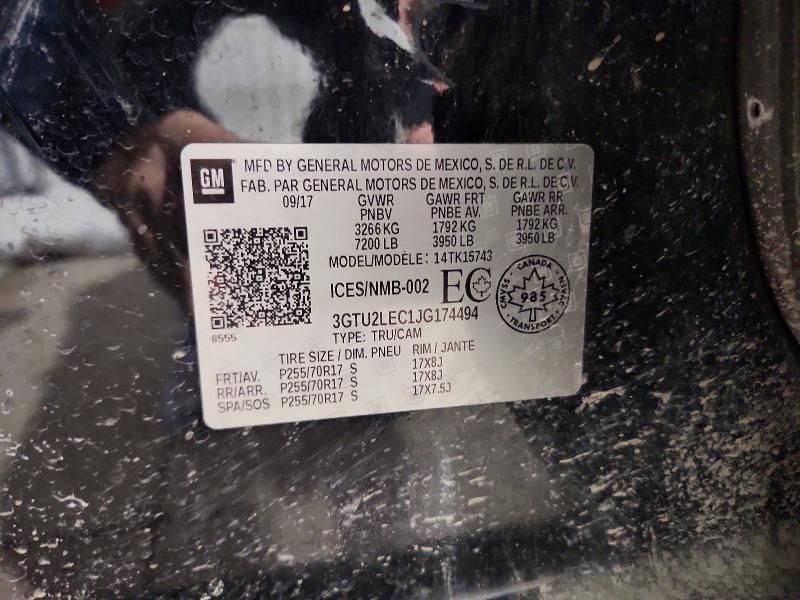 GM
MFD BY GENERAL MOTORS DE MEXICO, S. DE R.L. DE C.V.
FAB. PAR GENERAL MOTORS DE MEXICO, S. DE R.L. DE C.V.
09/17 GVWR GAWR FRT GAWR RR
PNBV PNBE AV. PNBE ARR.
3266 KG 1792 KG 1792 KG
7200 LB 3950 LB 3950 LB
MODEL/MODÈLE: 14TK15743
ICES/NMB-002 EC
CANADA
CMVSS 985 NSVAC
TRANSPORT
3GTU2LEC1JG174494
8555
TYPE: TRU/CAM
TIRE SIZE / DIM. PNEU RIM / JANTE
FRT/AV. P255/70R17 S 17X8J
RR/ARR. P255/70R17 S 17X8J
SPA/SOS P255/70R17 S 17X7.5J